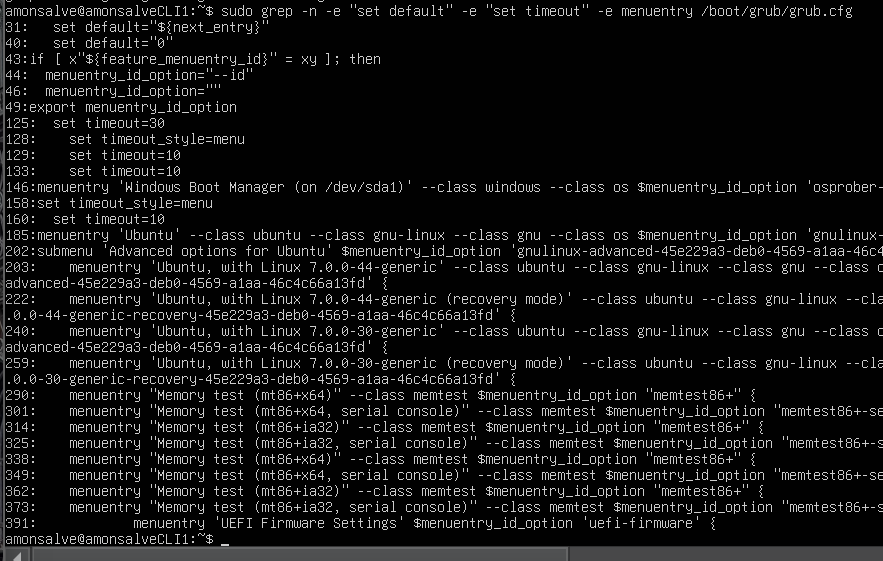 amonsalve@amonsalveCLI1:~$ sudo grep -n -e "set default" -e "set timeout" -e menuentry /boot/grub/grub.cfg
31:   set default="${next_entry}"
40:   set default="0"
43:if [ x"${feature_menuentry_id}" = xy ]; then
44:  menuentry_id_option="--id"
46:  menuentry_id_option=""
49:export menuentry_id_option
125:  set timeout=30
128:    set timeout_style=menu
129:    set timeout=10
133:    set timeout=10
146:menuentry 'Windows Boot Manager (on /dev/sda1)' --class windows --class os $menuentry_id_option 'osprober-
158:set timeout_style=menu
160:  set timeout=10
185:menuentry 'Ubuntu' --class ubuntu --class gnu-linux --class gnu --class os $menuentry_id_option 'gnulinux-
202:submenu 'Advanced options for Ubuntu' $menuentry_id_option 'gnulinux-advanced-45e229a3-deb0-4569-a1aa-46c4
203:    menuentry 'Ubuntu, with Linux 7.0.0-44-generic' --class ubuntu --class gnu-linux --class gnu --class o
advanced-45e229a3-deb0-4569-a1aa-46c4c66a13fd' {
222:    menuentry 'Ubuntu, with Linux 7.0.0-44-generic (recovery mode)' --class ubuntu --class gnu-linux --cla
.0.0-44-generic-recovery-45e229a3-deb0-4569-a1aa-46c4c66a13fd' {
240:    menuentry 'Ubuntu, with Linux 7.0.0-30-generic' --class ubuntu --class gnu-linux --class gnu --class o
advanced-45e229a3-deb0-4569-a1aa-46c4c66a13fd' {
259:    menuentry 'Ubuntu, with Linux 7.0.0-30-generic (recovery mode)' --class ubuntu --class gnu-linux --cla
.0.0-30-generic-recovery-45e229a3-deb0-4569-a1aa-46c4c66a13fd' {
290:    menuentry "Memory test (mt86+x64)" --class memtest $menuentry_id_option "memtest86+" {
301:    menuentry "Memory test (mt86+x64, serial console)" --class memtest $menuentry_id_option "memtest86+-se
314:    menuentry "Memory test (mt86+ia32)" --class memtest $menuentry_id_option "memtest86+" {
325:    menuentry "Memory test (mt86+ia32, serial console)" --class memtest $menuentry_id_option "memtest86+-s
338:    menuentry "Memory test (mt86+x64)" --class memtest $menuentry_id_option "memtest86+" {
349:    menuentry "Memory test (mt86+x64, serial console)" --class memtest $menuentry_id_option "memtest86+-se
362:    menuentry "Memory test (mt86+ia32)" --class memtest $menuentry_id_option "memtest86+" {
373:    menuentry "Memory test (mt86+ia32, serial console)" --class memtest $menuentry_id_option "memtest86+-s
391:            menuentry 'UEFI Firmware Settings' $menuentry_id_option 'uefi-firmware' {
amonsalve@amonsalveCLI1:~$ _